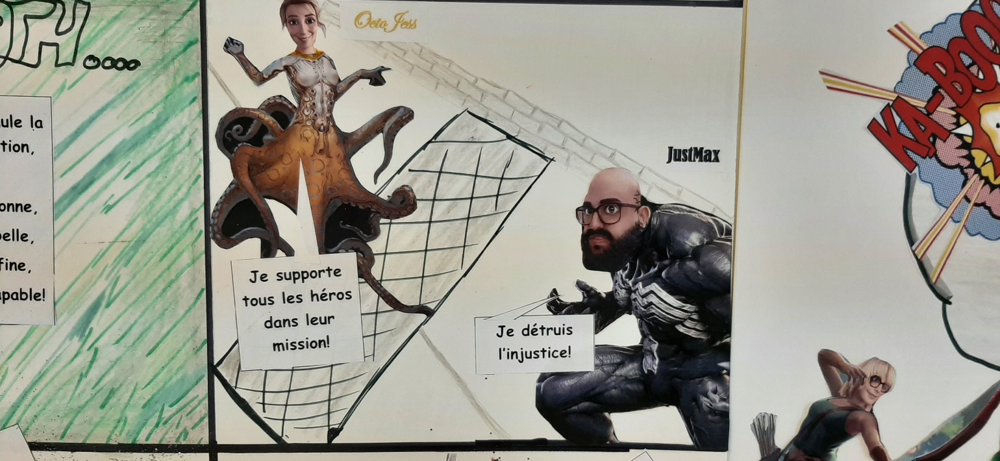 TH....
ule la
tion,
onne,
elle,
fine,
apable!
Octo Jess
Je supporte
tous les héros
dans leur
mission!
JustMax
Je détruis
l'injustice!
KA-BOO